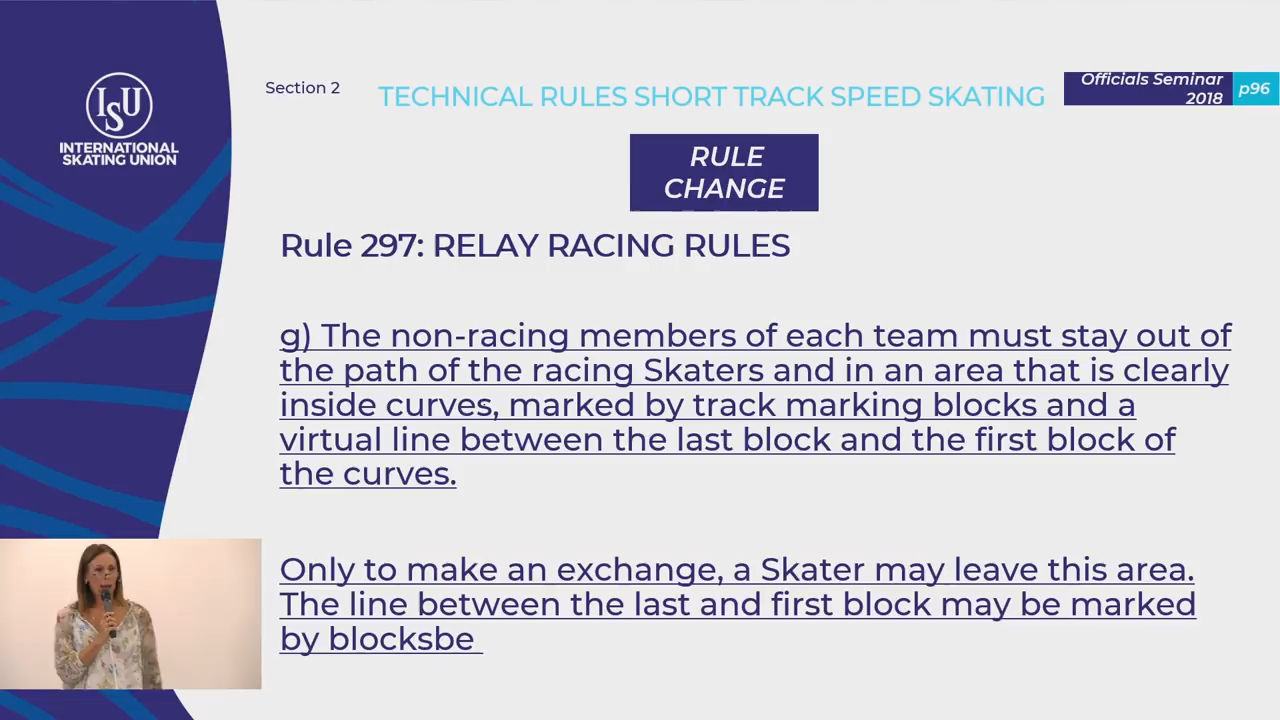 ISU
INTERNATIONAL
SKATING UNION
Section 2
TECHNICAL RULES SHORT TRACK SPEED SKATING
Officials Seminar
2018
p96
RULE
CHANGE
Rule 297: RELAY RACING RULES
g) The non-racing members of each team must stay out of
the path of the racing Skaters and in an area that is clearly
inside curves, marked by track marking blocks and a
virtual line between the last block and the first block of
the curves.
Only to make an exchange, a Skater may leave this area.
The line between the last and first block may be marked
by blocksbe